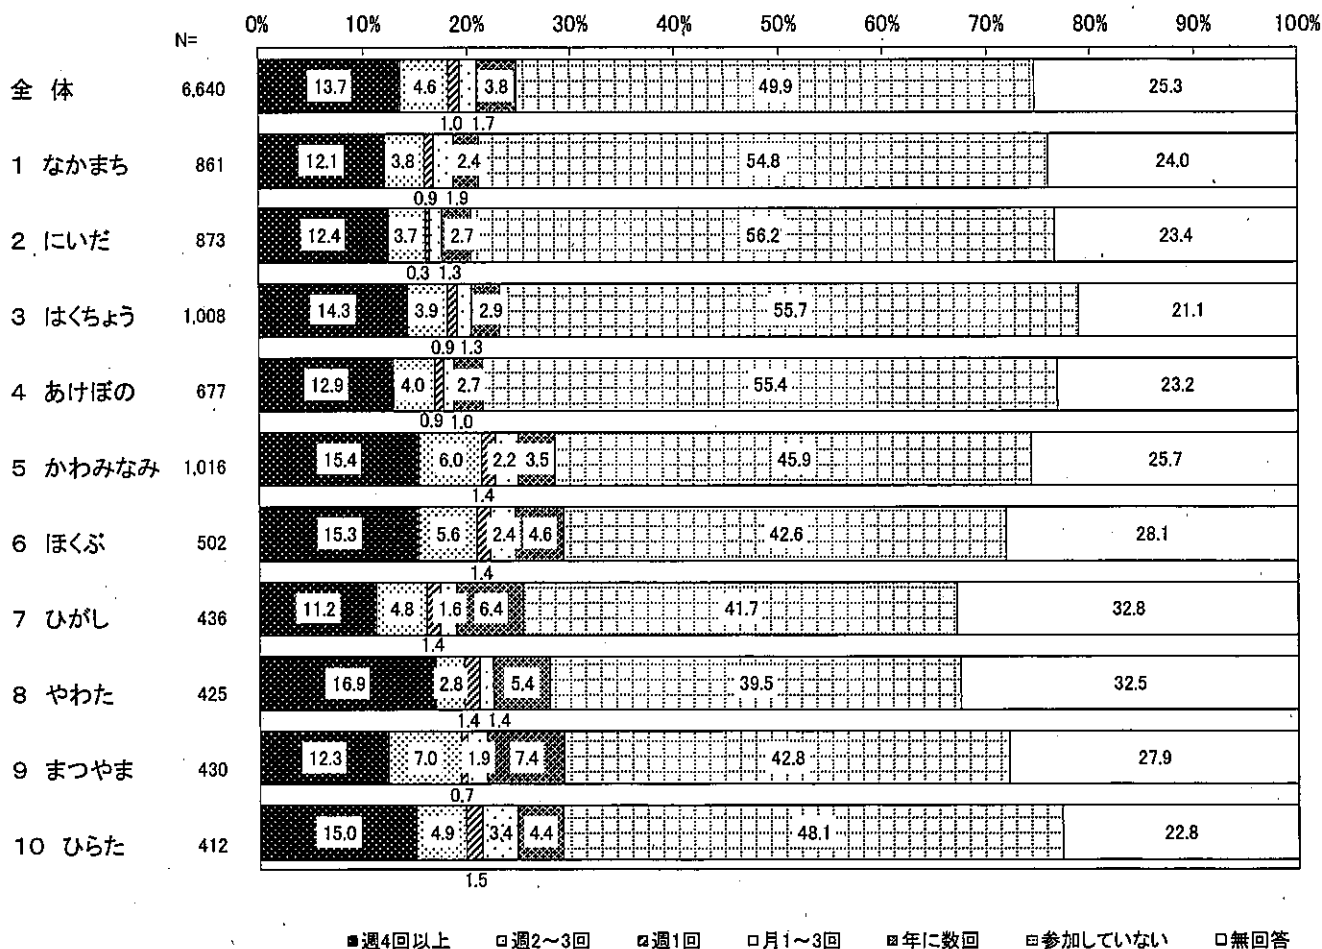 0% 10% 20% 30% 40% 50% 60% 70% 80% 90% 100%
N=
全 体 6,640 13.7 4.6 3.8 49.9 25.3
1.0 1.7
1 なかまち 861 12.1 3.8 2.4 54.8 24.0
0.9 1.9
2 にいだ 873 12.4 3.7 2.7 56.2 23.4
0.3 1.3
3 はくちょう 1,008 14.3 3.9 2.9 55.7 21.1
0.9 1.3
4 あけぼの 677 12.9 4.0 2.7 55.4 23.2
0.9 1.0
5 かわみなみ 1,016 15.4 6.0 2.2 3.5 45.9 25.7
1.4
6 ほくぶ 502 15.3 5.6 2.4 4.6 42.6 28.1
1.4
7 ひがし 436 11.2 4.8 1.6 6.4 41.7 32.8
1.4
8 やわた 425 16.9 2.8 5.4 39.5 32.5
1.4 1.4
9 まつやま 430 12.3 7.0 1.9 7.4 42.8 27.9
0.7
10 ひらた 412 15.0 4.9 3.4 4.4 48.1 22.8
1.5
週4回以上 週2～3回 週1回 月1～3回 年に数回 参加していない 無回答